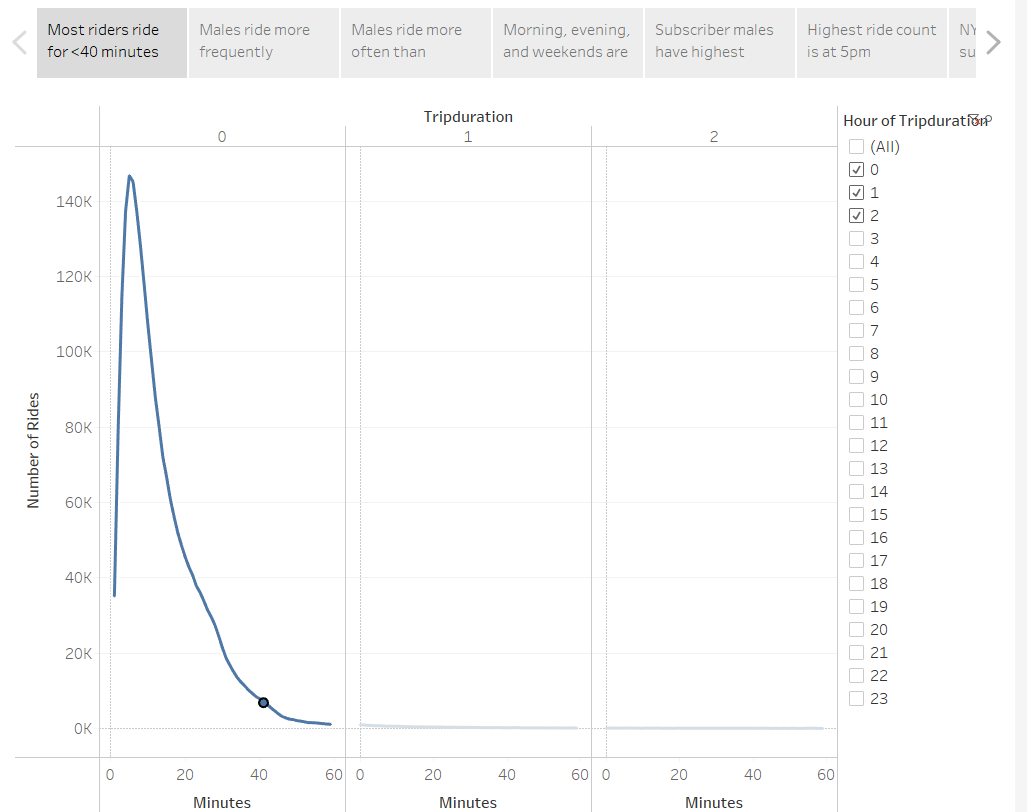 Most riders ride
for <40 minutes
Males ride more
frequently
Males ride more
often than
Morning, evening,
and weekends are
Subscriber males
have highest
Highest ride count
is at 5pm
NY
su
Tripduration
0
1
2
140K
120K
100K
80K
60K
40K
20K
0K
Number of Rides
0 20 40 60
0 20 40 60
0 20 40 60
Minutes
Minutes
Minutes
Hour of Tripduration
(All)
0
1
2
3
4
5
6
7
8
9
10
11
12
13
14
15
16
17
18
19
20
21
22
23